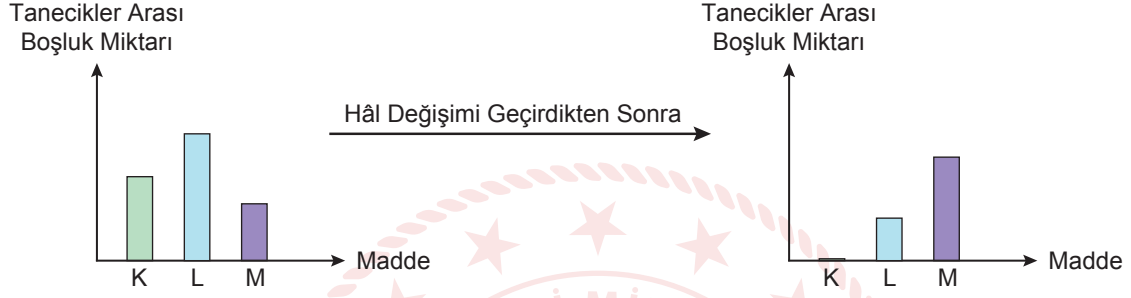 Tanecikler Arası
Boşluk Miktarı
K
L
M
Madde
Hâl Değişimi Geçirdikten Sonra
Tanecikler Arası
Boşluk Miktarı
K
L
M
Madde